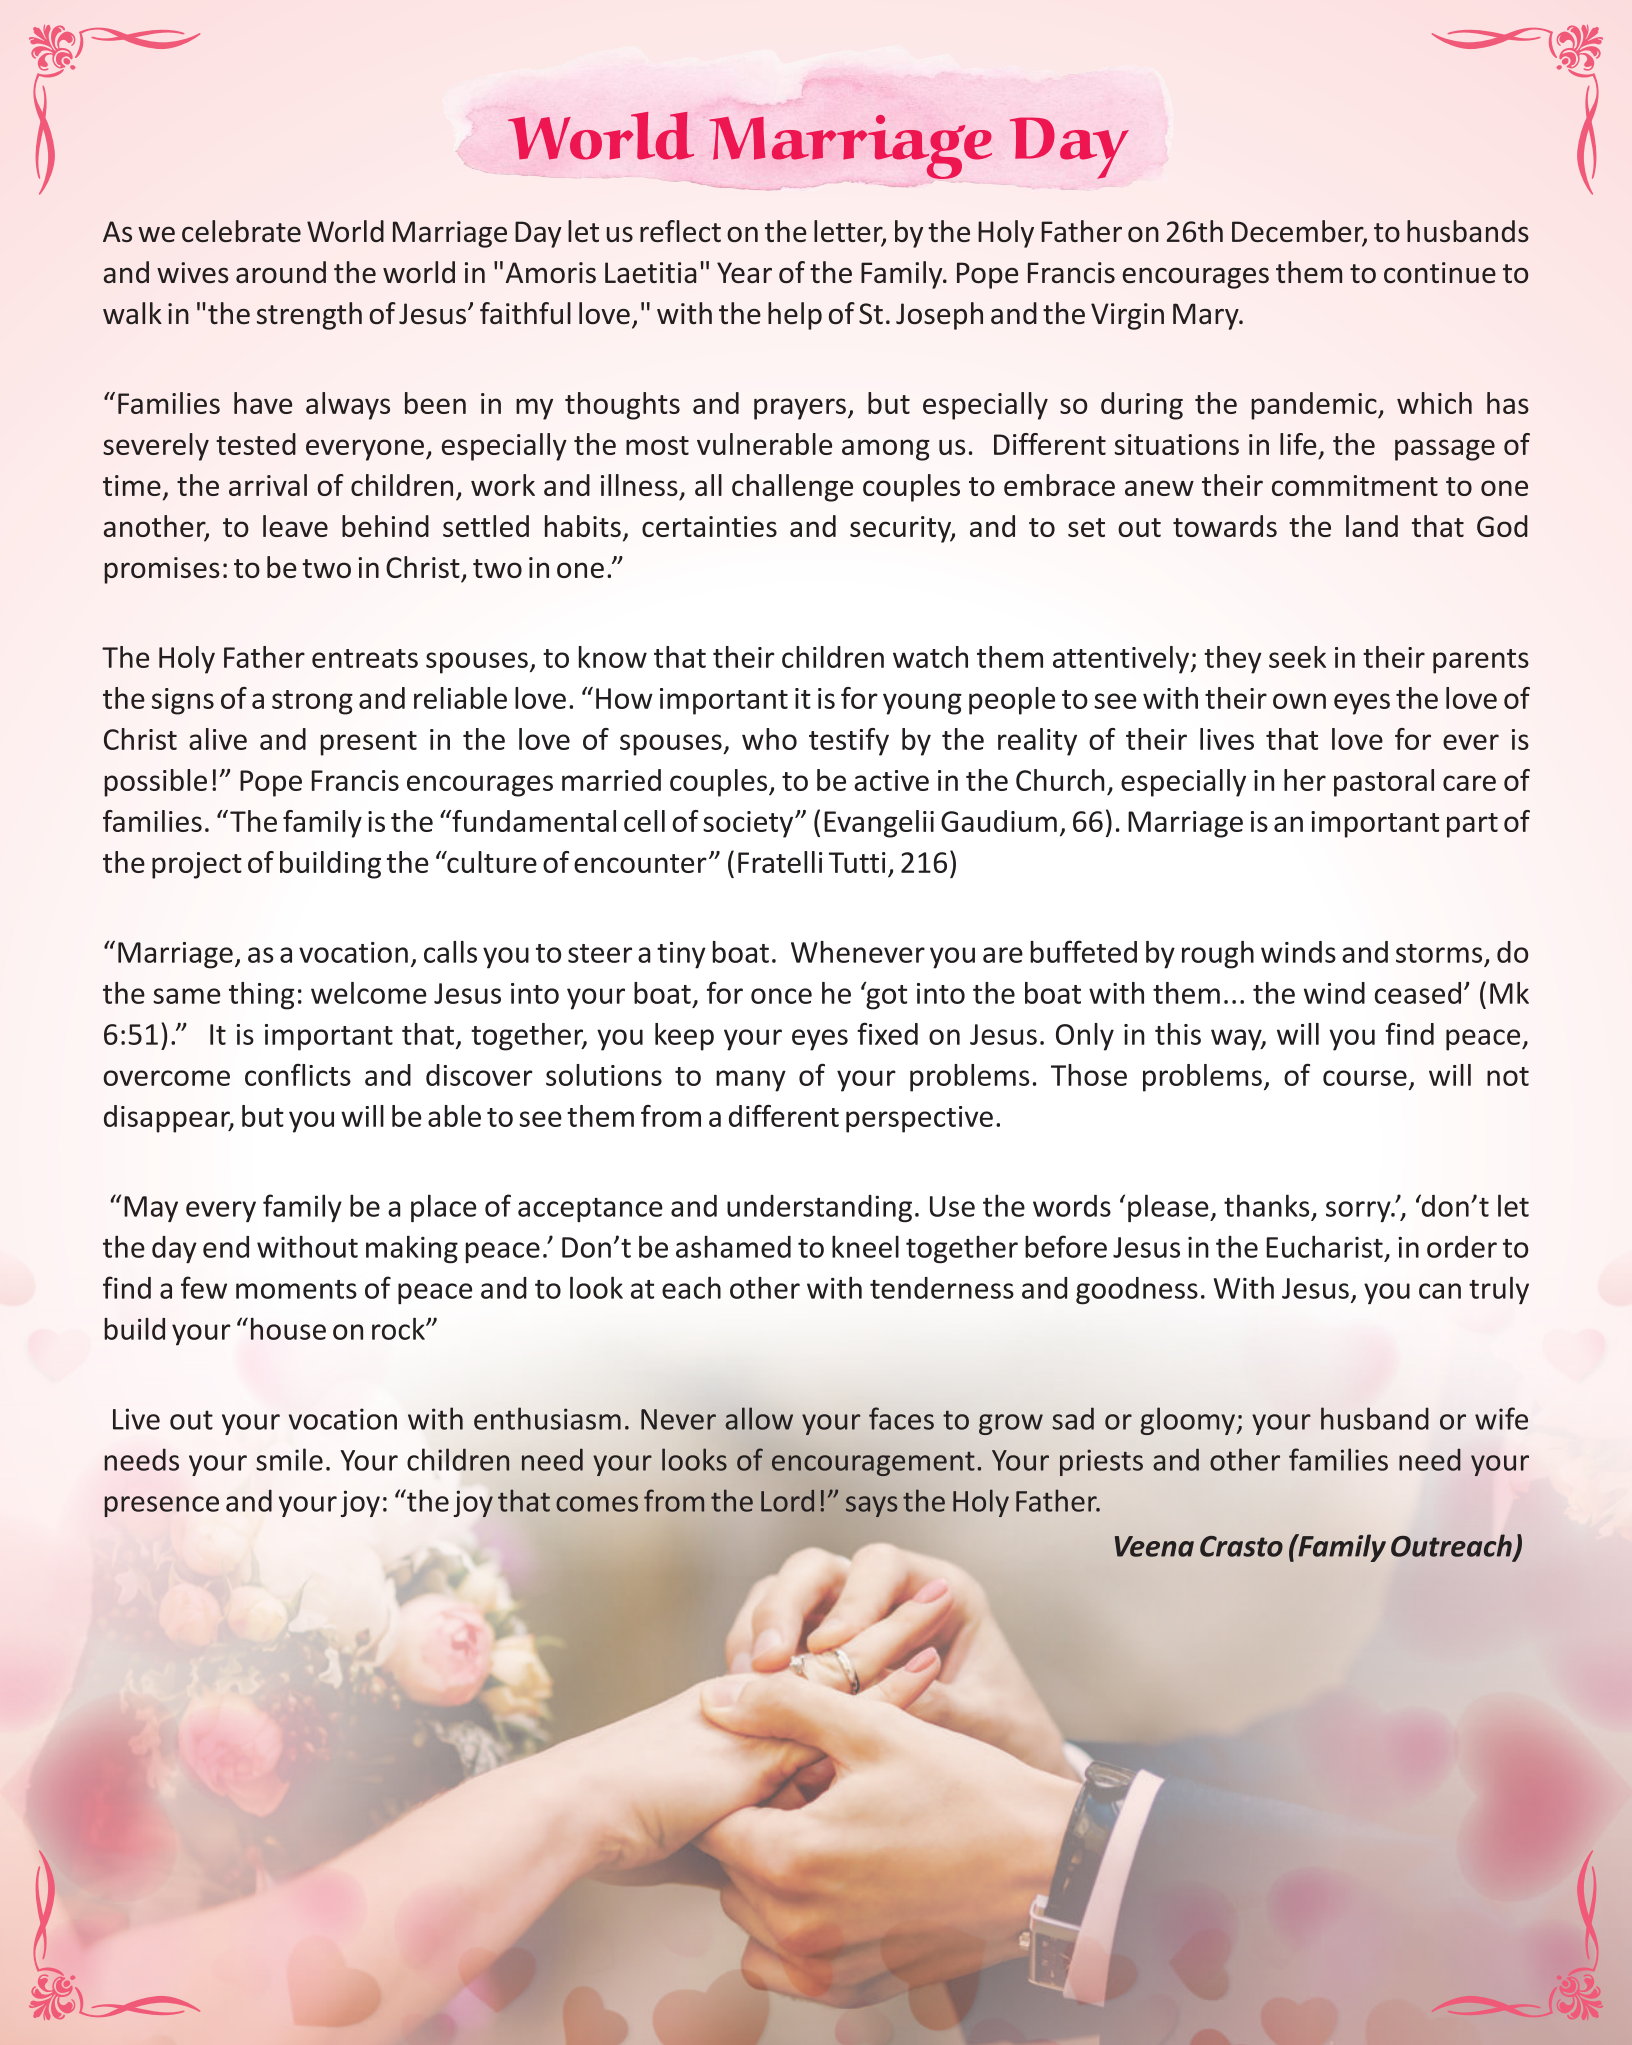 World Marriage Day
As we celebrate World Marriage Day let us reflect on the letter, by the Holy Father on 26th December, to husbands
and wives around the world in "Amoris Laetitia" Year of the Family. Pope Francis encourages them to continue to
walk in "the strength of Jesus’ faithful love," with the help of St. Joseph and the Virgin Mary.
“Families have always been in my thoughts and prayers, but especially so during the pandemic, which has
severely tested everyone, especially the most vulnerable among us.  Different situations in life, the  passage of
time, the arrival of children, work and illness, all challenge couples to embrace anew their commitment to one
another, to leave behind settled habits, certainties and security, and to set out towards the land that God
promises: to be two in Christ, two in one.”
The Holy Father entreats spouses, to know that their children watch them attentively; they seek in their parents
the signs of a strong and reliable love. “How important it is for young people to see with their own eyes the love of
Christ alive and present in the love of spouses, who testify by the reality of their lives that love for ever is
possible!” Pope Francis encourages married couples, to be active in the Church, especially in her pastoral care of
families. “The family is the “fundamental cell of society” (Evangelii Gaudium, 66). Marriage is an important part of
the project of building the “culture of encounter” (Fratelli Tutti, 216)
“Marriage, as a vocation, calls you to steer a tiny boat.  Whenever you are buffeted by rough winds and storms, do
the same thing: welcome Jesus into your boat, for once he ‘got into the boat with them... the wind ceased’ (Mk
6:51).”  It is important that, together, you keep your eyes fixed on Jesus. Only in this way, will you find peace,
overcome conflicts and discover solutions to many of your problems. Those problems, of course, will not
disappear, but you will be able to see them from a different perspective.
“May every family be a place of acceptance and understanding. Use the words ‘please, thanks, sorry.’, ‘don’t let
the day end without making peace.’ Don’t be ashamed to kneel together before Jesus in the Eucharist, in order to
find a few moments of peace and to look at each other with tenderness and goodness. With Jesus, you can truly
build your “house on rock”
Live out your vocation with enthusiasm. Never allow your faces to grow sad or gloomy; your husband or wife
needs your smile. Your children need your looks of encouragement. Your priests and other families need your
presence and your joy: “the joy that comes from the Lord!” says the Holy Father.
Veena Crasto (Family Outreach)